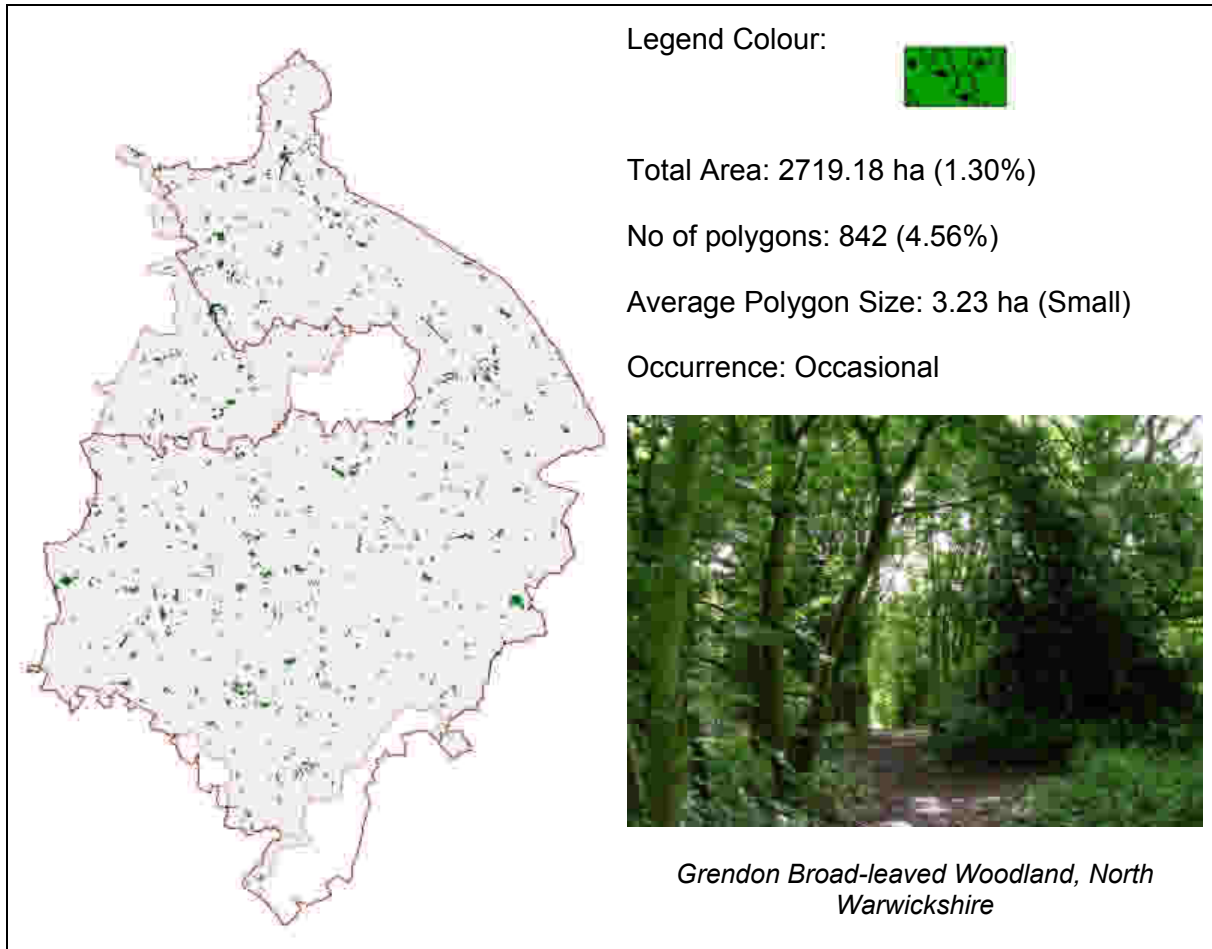 Legend Colour:
Total Area: 2719.18 ha (1.30%)
No of polygons: 842 (4.56%)
Average Polygon Size: 3.23 ha (Small)
Occurrence: Occasional
Grendon Broad-leaved Woodland, North
Warwickshire